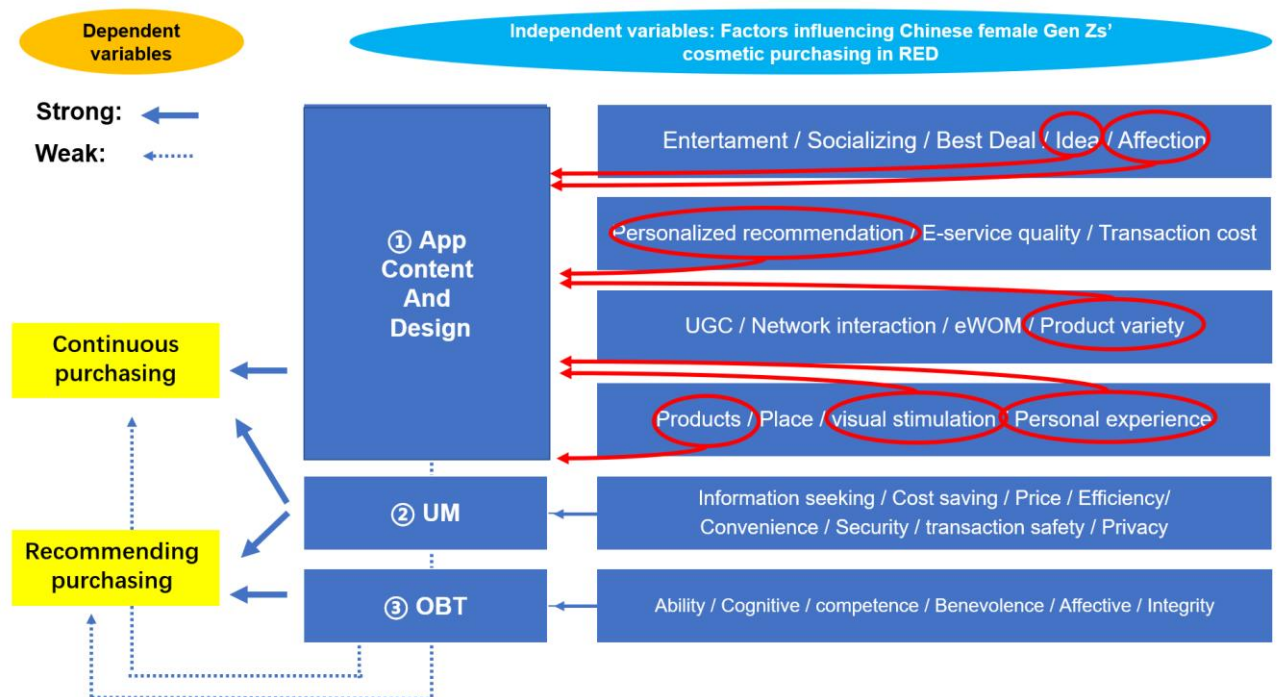 Dependent
variables
Independent variables: Factors influencing Chinese female Gen Zs’
cosmetic purchasing in RED
Strong:
Weak:
① App
Content
And
Design
Entertament / Socializing / Best Deal / Idea / Affection
Personalized recommendation / E-service quality / Transaction cost
UGC / Network interaction / eWOM / Product variety
Products / Place / visual stimulation / Personal experience
Continuous
purchasing
② UM
Information seeking / Cost saving / Price / Efficiency/
Convenience / Security / transaction safety / Privacy
Recommending
purchasing
③ OBT
Ability / Cognitive / competence / Benevolence / Affective / Integrity